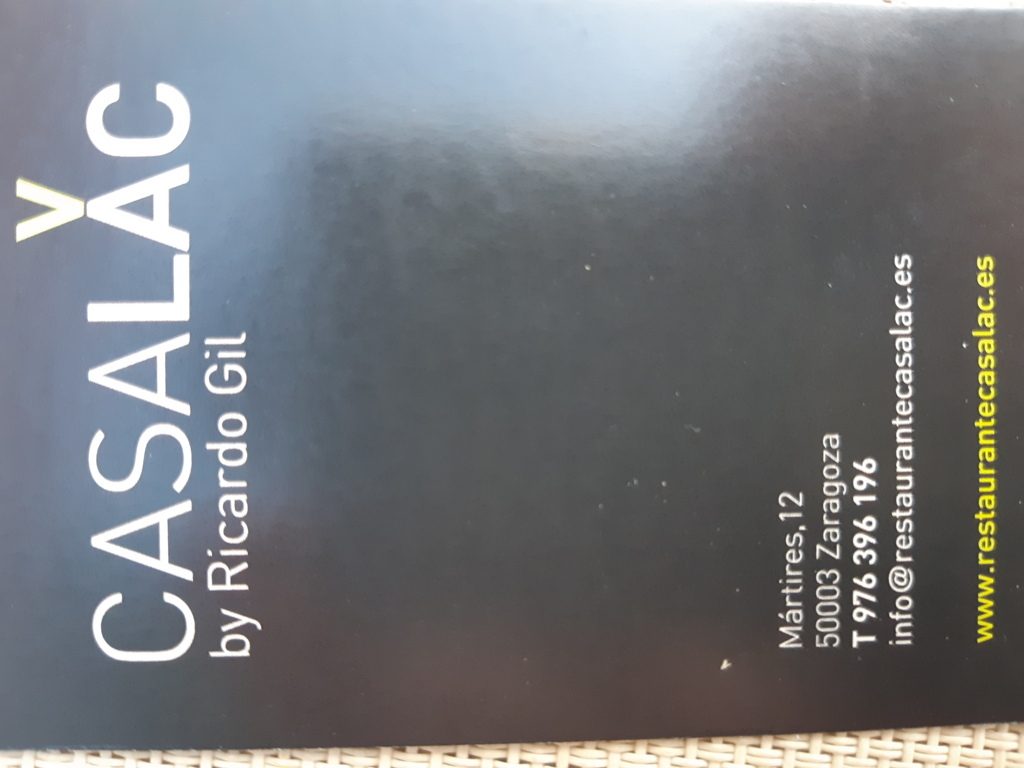 CASALAC
by Ricardo Gil
Mártires,12
50003 Zaragoza
T 976 396 196
info@restaurantecasalac.es
www.restaurantecasalac.es